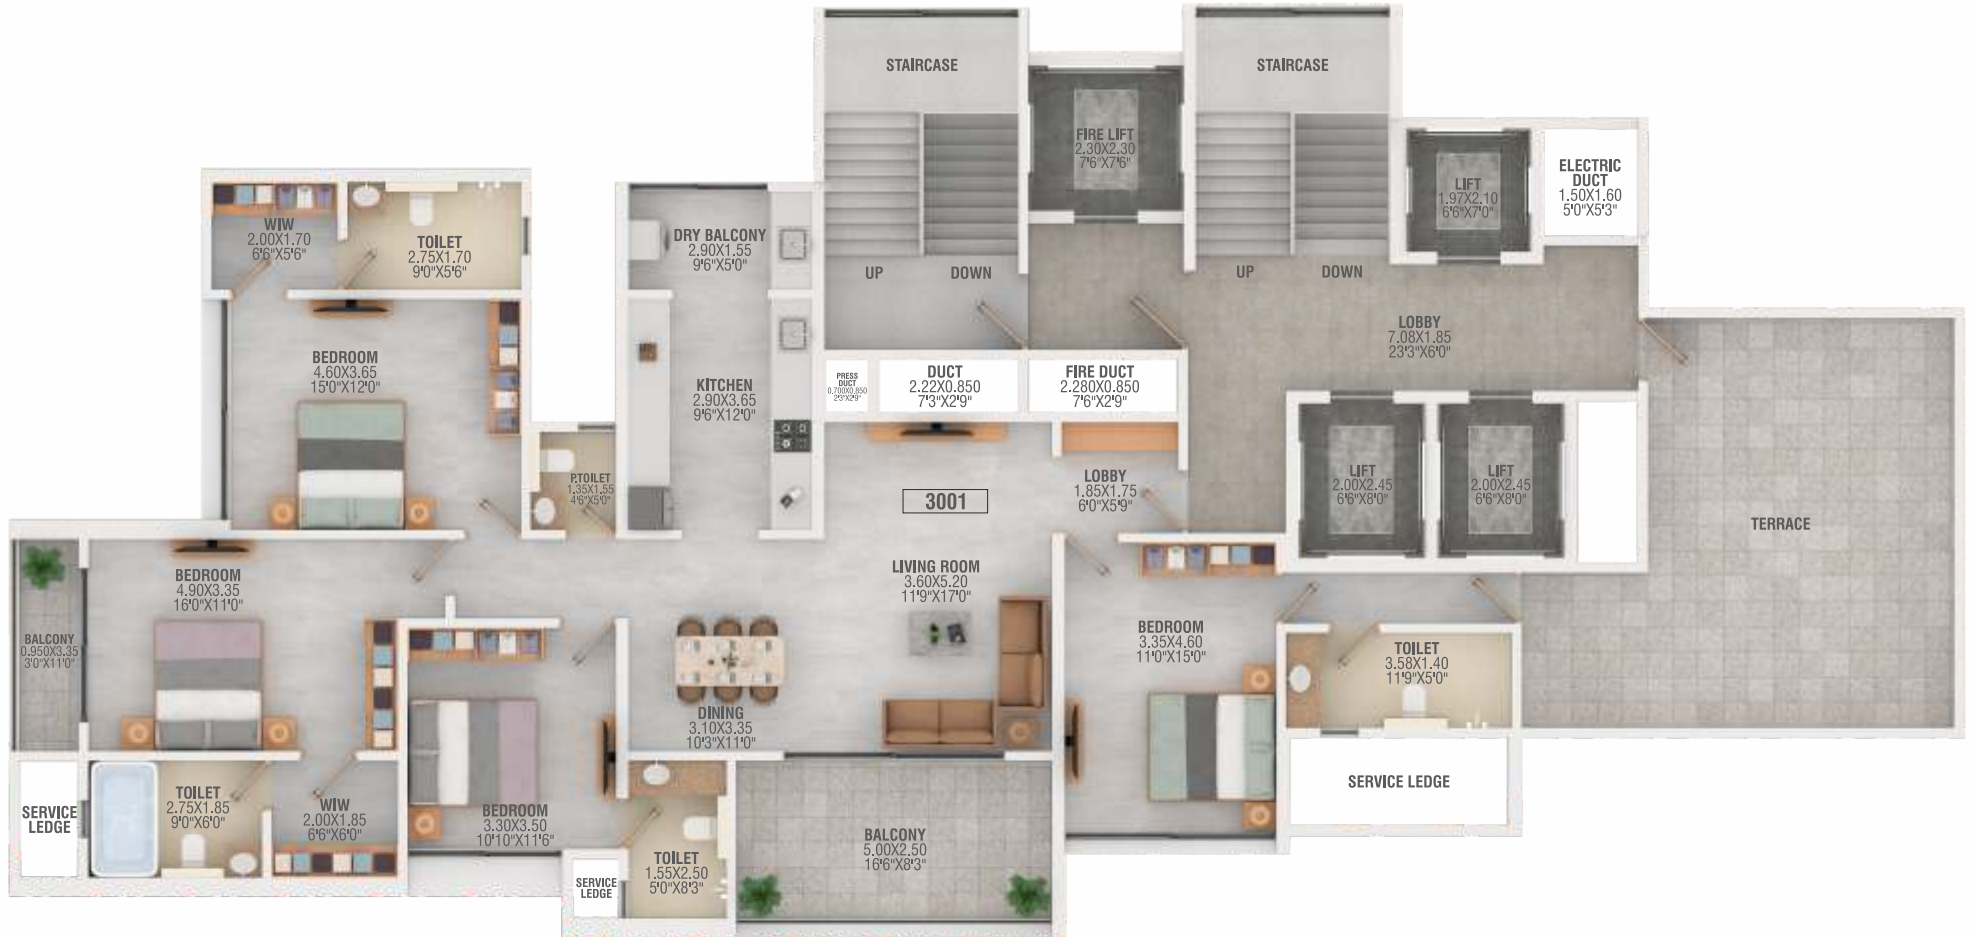 STAIRCASE
STAIRCASE
FIRE LIFT
2.30X2.30
7'6"X7'6"
LIFT
1.97X2.10
6'6"X7'0"
ELECTRIC
DUCT
1.50X1.60
5'0"X5'3"
WIW
2.00X1.70
6'6"X5'6"
TOILET
2.75X1.70
9'0"X5'6"
DRY BALCONY
2.90X1.55
9'6"X5'0"
UP
DOWN
UP
DOWN
LOBBY
7.08X1.85
23'3"X6'0"
BEDROOM
4.60X3.65
15'0"X12'0"
KITCHEN
2.90X3.65
9'6"X12'0"
PRESS
DUCT
0.700X0.850
2'3"X2'9"
DUCT
2.22X0.850
7'3"X2'9"
FIRE DUCT
2.280X0.850
7'6"X2'9"
P.TOILET
1.35X1.55
4'6"X5'0"
3001
LOBBY
1.85X1.75
6'0"X5'9"
LIFT
2.00X2.45
6'6"X8'0"
LIFT
2.00X2.45
6'6"X8'0"
TERRACE
BEDROOM
4.90X3.35
16'0"X11'0"
LIVING ROOM
3.60X5.20
11'9"X17'0"
BALCONY
0.950X3.35
3'0"X11'0"
BEDROOM
3.35X4.60
11'0"X15'0"
TOILET
3.58X1.40
11'9"X5'0"
DINING
3.10X3.35
10'3"X11'0"
SERVICE LEDGE
SERVICE
LEDGE
TOILET
2.75X1.85
9'0"X6'0"
WIW
2.00X1.85
6'6"X6'0"
BEDROOM
3.30X3.50
10'10"X11'6"
BALCONY
5.00X2.50
16'6"X8'3"
SERVICE
LEDGE
TOILET
1.55X2.50
5'0"X8'3"